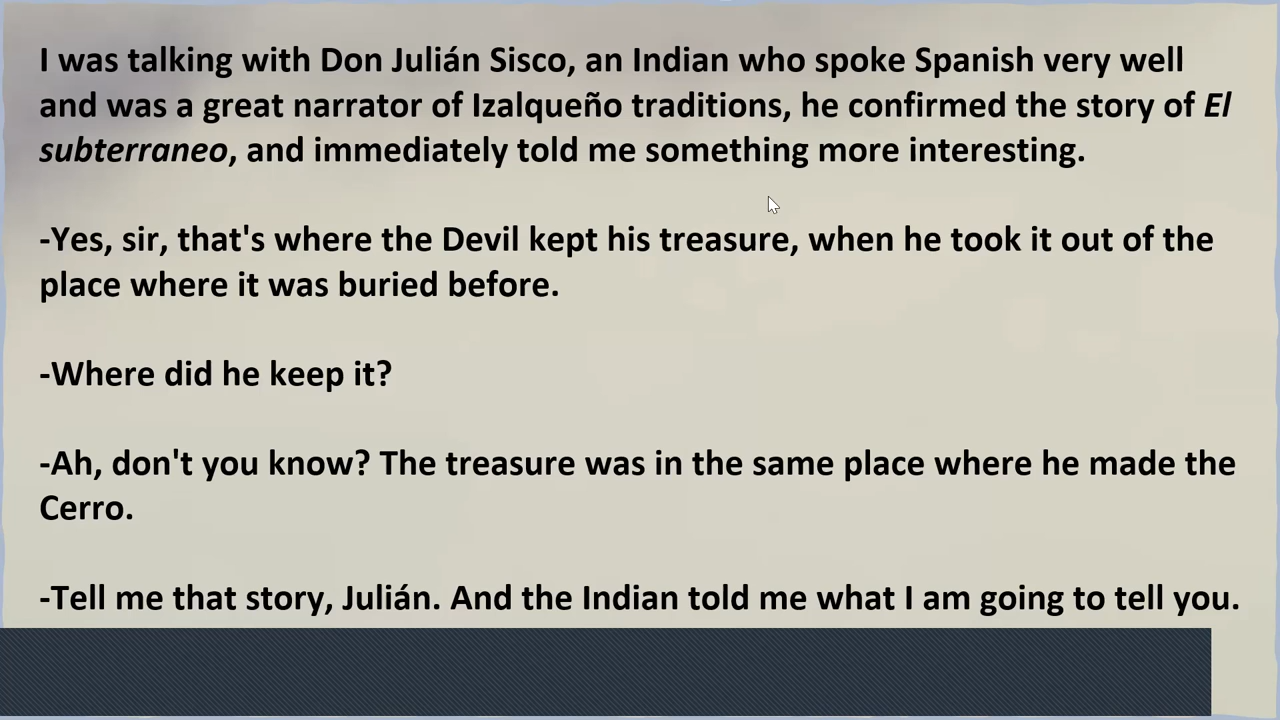 I was talking with Don Julián Sisco, an Indian who spoke Spanish very well
and was a great narrator of Izalqueño traditions, he confirmed the story of El
subterraneo, and immediately told me something more interesting.
-Yes, sir, that's where the Devil kept his treasure, when he took it out of the
place where it was buried before.
-Where did he keep it?
-Ah, don't you know? The treasure was in the same place where he made the
Cerro.
-Tell me that story, Julián. And the Indian told me what I am going to tell you.